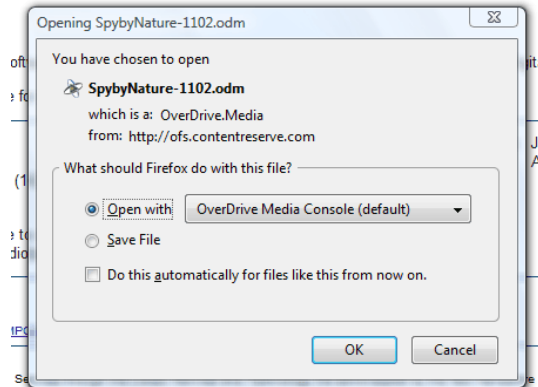 Opening SpybyNature-1102.odm
You have chosen to open
SpybyNature-1102.odm
which is a: OverDrive.Media
from: http://ofs.contentreserve.com
What should Firefox do with this file?
(1
Open with OverDrive Media Console (default)
Save File
Do this automatically for files like this from now on.
OK Cancel